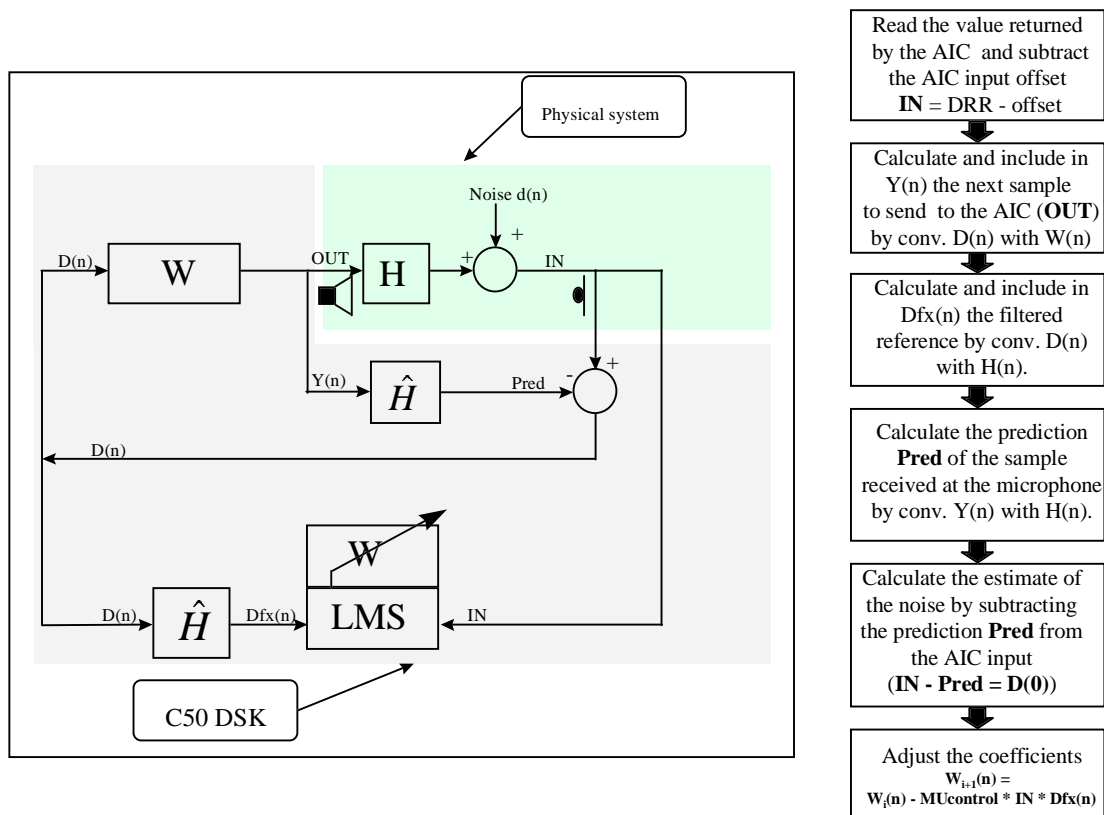 Physical system
Noise d(n)
+
D(n)
W
OUT
H
+
IN
Y(n)
Ĥ
Pred
-
+
D(n)
W
D(n)
Ĥ
Dfx(n)
LMS
IN
C50 DSK
Read the value returned
by the AIC and subtract
the AIC input offset
IN = DRR - offset
Calculate and include in
Y(n) the next sample
to send to the AIC (OUT)
by conv. D(n) with W(n)
Calculate and include in
Dfx(n) the filtered
reference by conv. D(n)
with H(n).
Calculate the prediction
Pred of the sample
received at the microphone
by conv. Y(n) with H(n).
Calculate the estimate of
the noise by subtracting
the prediction Pred from
the AIC input
(IN - Pred = D(0))
Adjust the coefficients
Wi+1(n) =
Wi(n) - MUcontrol * IN * Dfx(n)